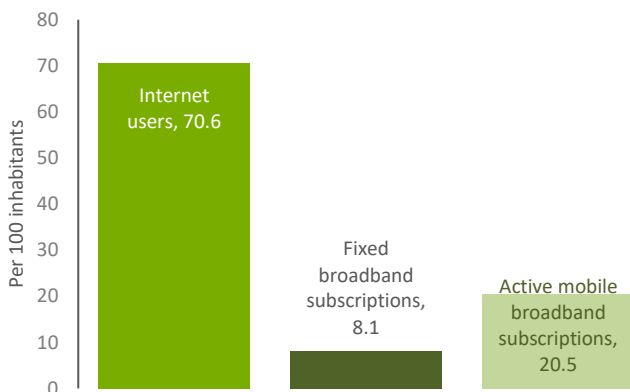 80
70
60
50
40
30
20
10
0
Per 100 inhabitants
Internet
users, 70.6
Fixed
broadband
subscriptions,
8.1
Active mobile
broadband
subscriptions,
20.5